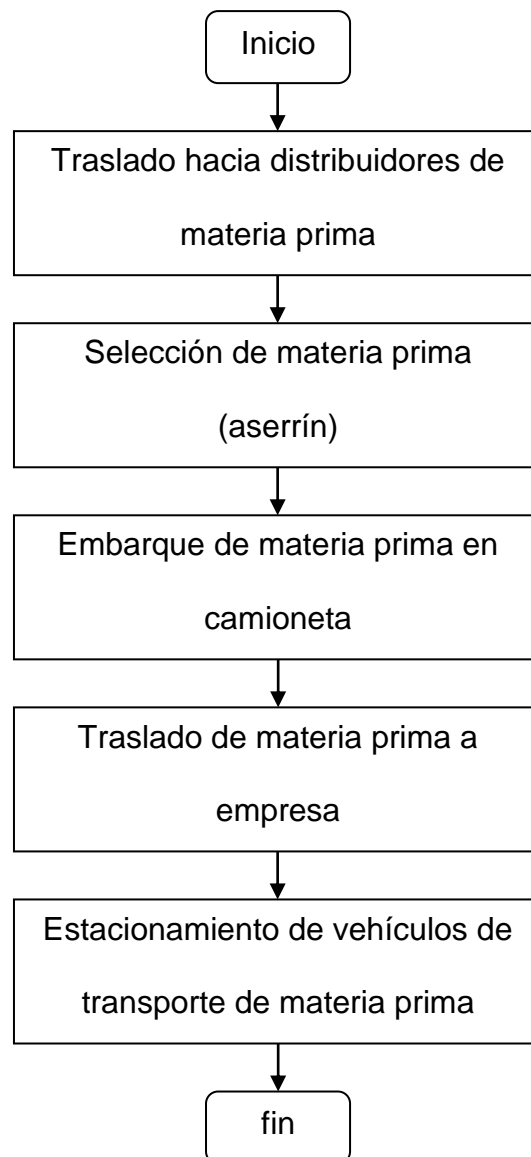 Inicio
Traslado hacia distribuidores de
materia prima
Selección de materia prima
(aserrín)
Embarque de materia prima en
camioneta
Traslado de materia prima a
empresa
Estacionamiento de vehículos de
transporte de materia prima
fin